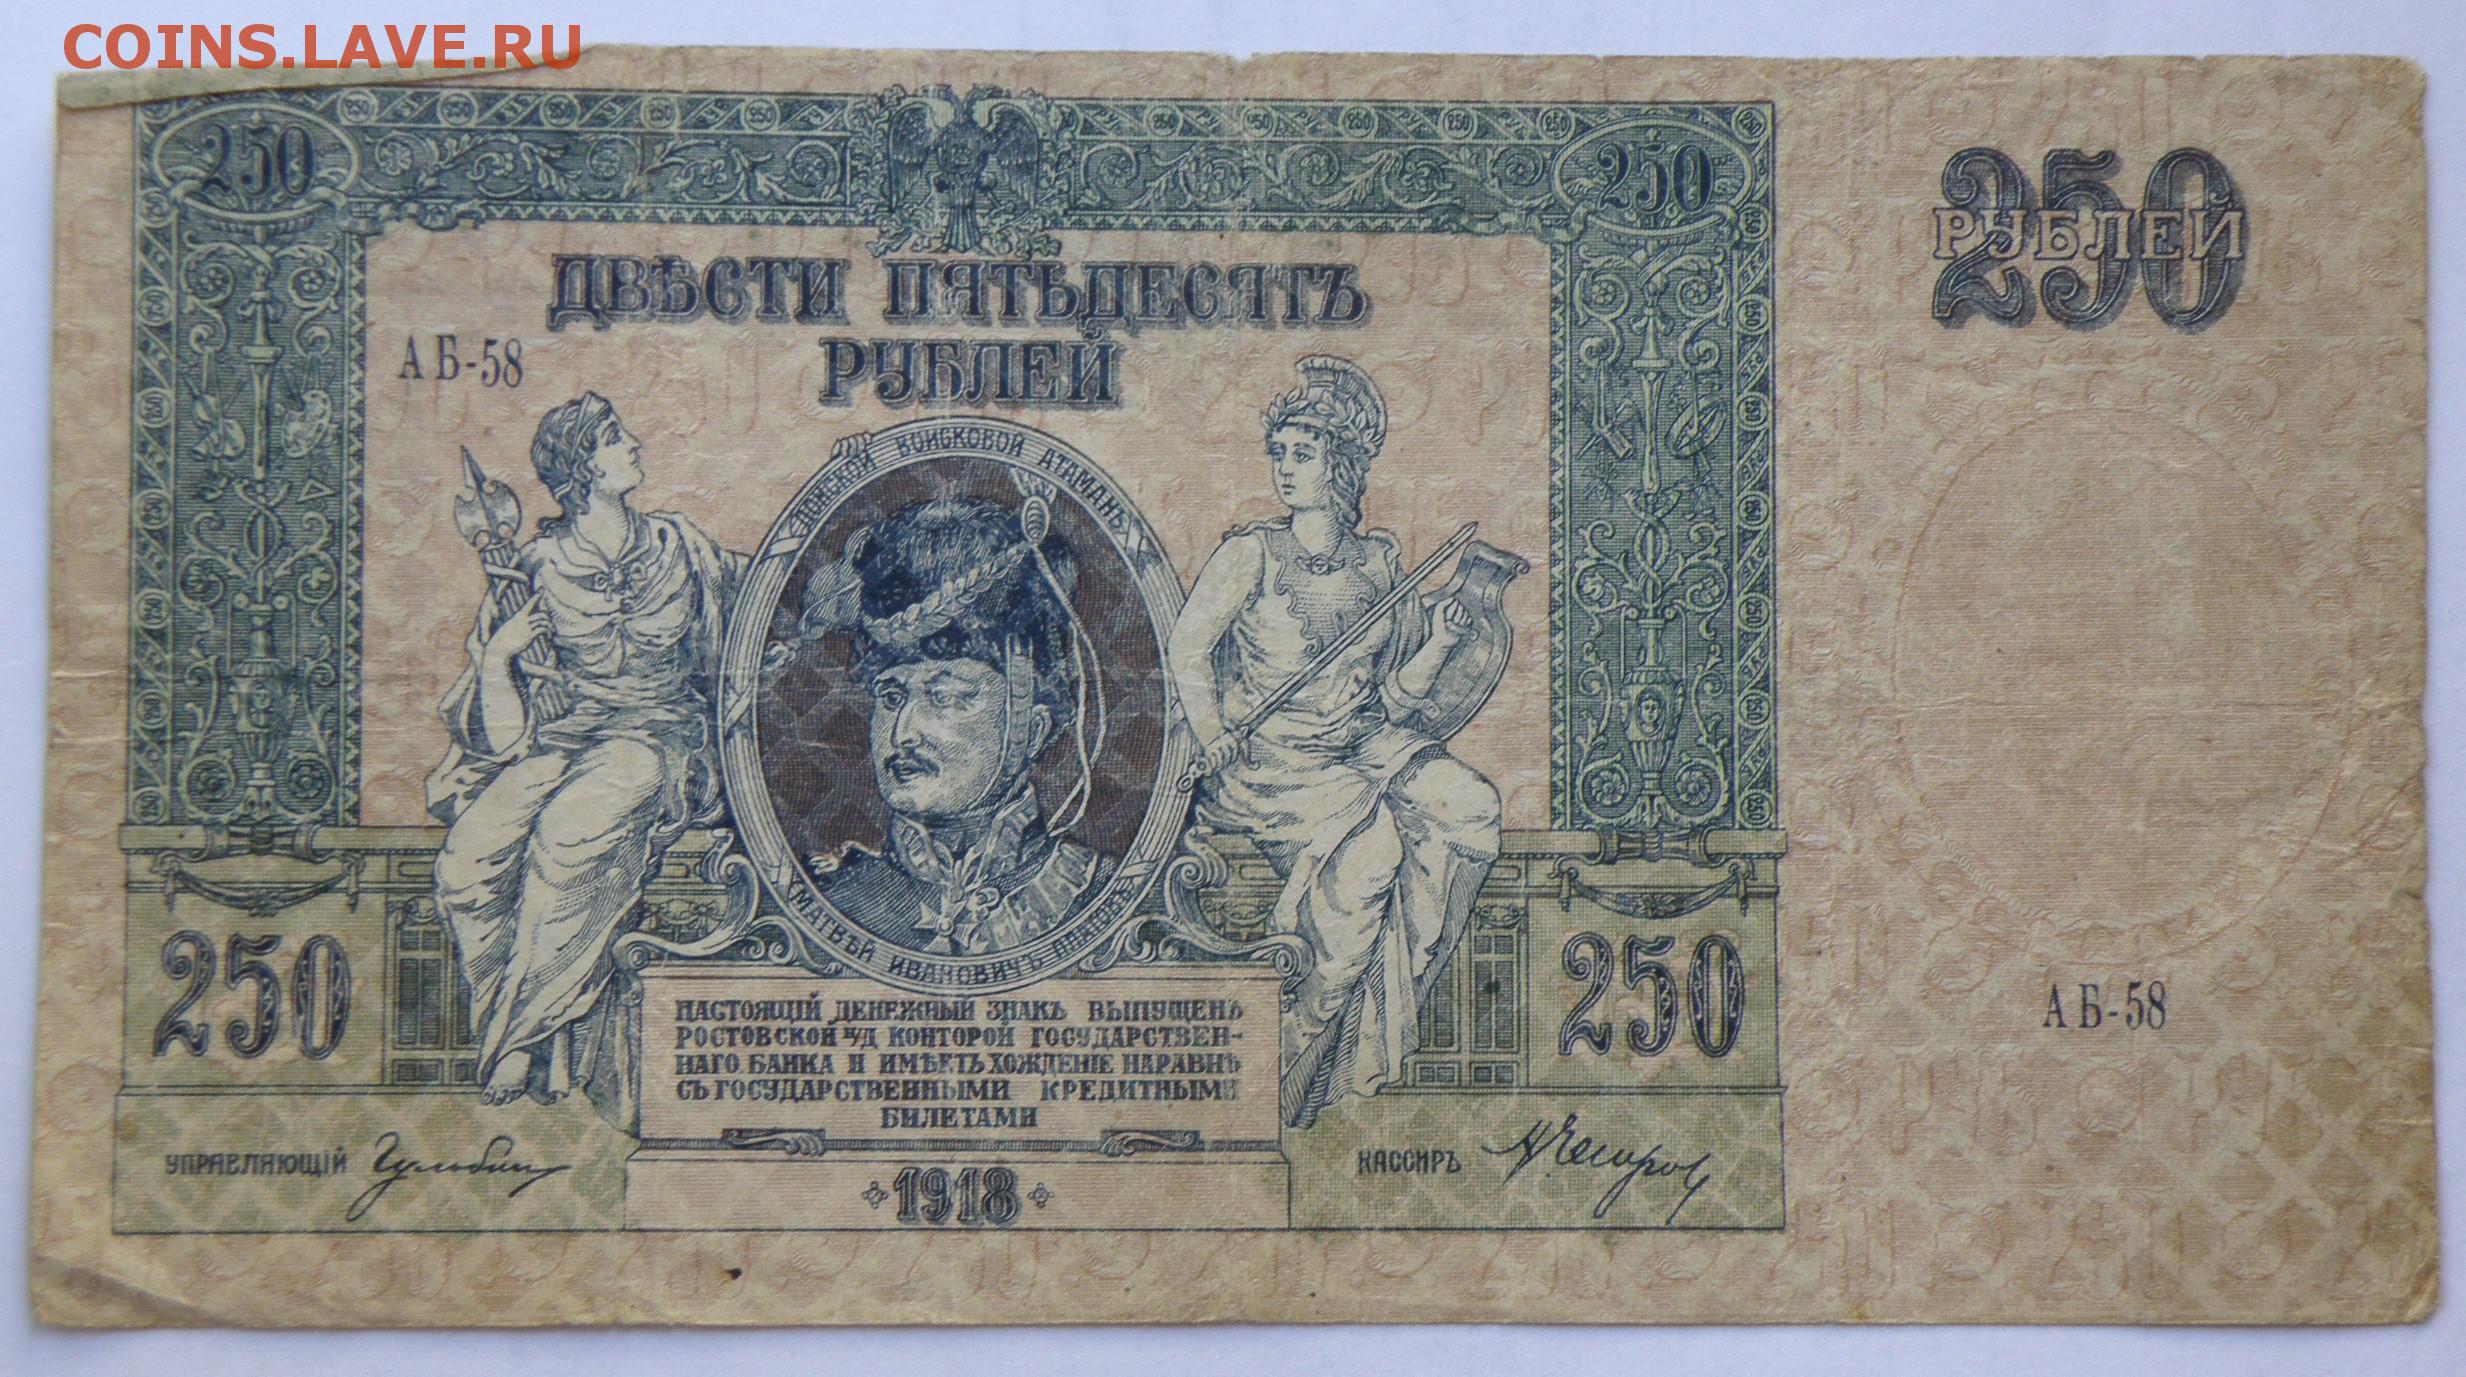 COINS.LAVE.RU
250
250
ДВѢСТИ ПЯТЬДЕСЯТЪ
РУБЛЕЙ
250
РУБЛЕЙ
АБ-58
ДОНСКОЙ ВОЙСКОВОЙ АТАМАНЪ
МАТВѢЙ ИВАНОВИЧЪ ПЛАТОВЪ
250
250
НАСТОЯЩІЙ ДЕНЕЖНЫЙ ЗНАКЪ ВЫПУЩЕНЪ
РОСТОВСКОЙ Н/Д КОНТОРОЙ ГОСУДАРСТВЕН-
НАГО БАНКА И ИМѢЕТЪ ХОЖДЕНІЕ НАРАВНѢ
СЪ ГОСУДАРСТВЕННЫМИ КРЕДИТНЫМИ
БИЛЕТАМИ
АБ-58
УПРАВЛЯЮЩІЙ
КАССИРЪ
1918